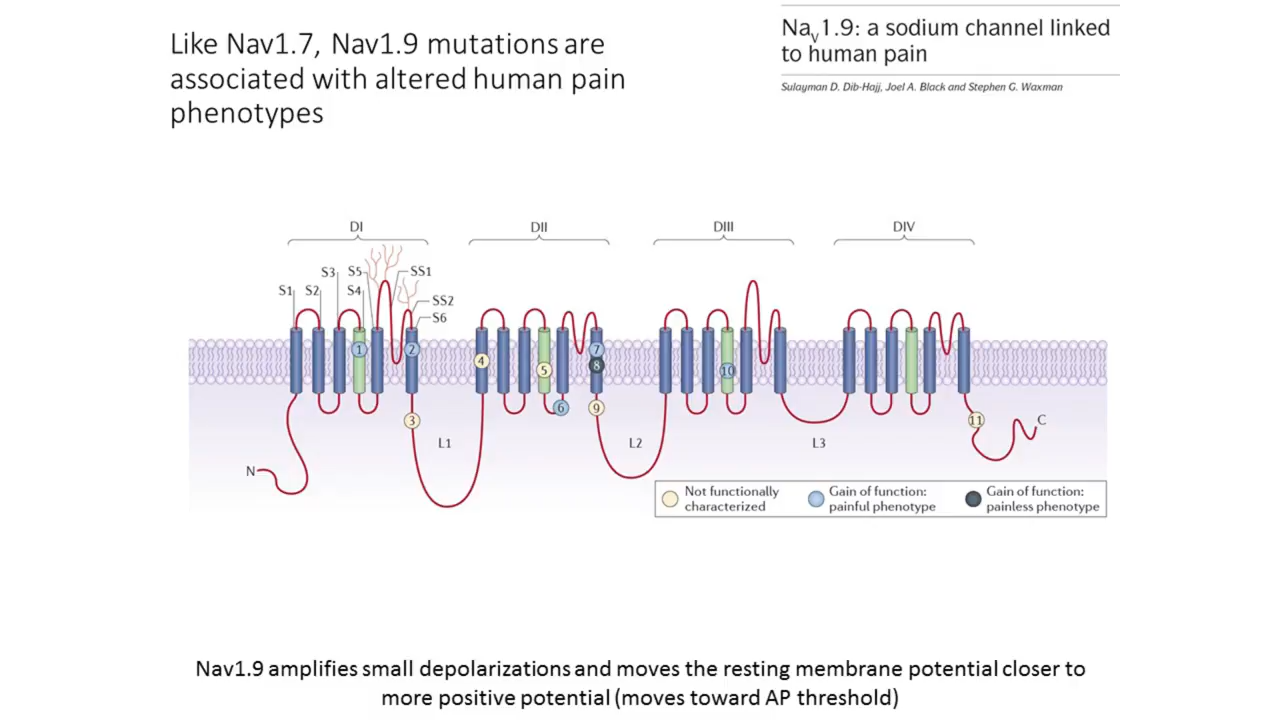 Like Nav1.7, Nav1.9 mutations are
associated with altered human pain
phenotypes
Nav1.9: a sodium channel linked
to human pain
Sulayman D. Dib-Hajj, Joel A. Black and Stephen G. Waxman
DI
DII
DIII
DIV
S1
S2
S3
S4
S5
SS1
SS2
S6
1
2
3
4
5
6
7
8
9
10
11
L1
L2
L3
N
C
Not functionally
characterized
Gain of function:
painful phenotype
Gain of function:
painless phenotype
Nav1.9 amplifies small depolarizations and moves the resting membrane potential closer to
more positive potential (moves toward AP threshold)